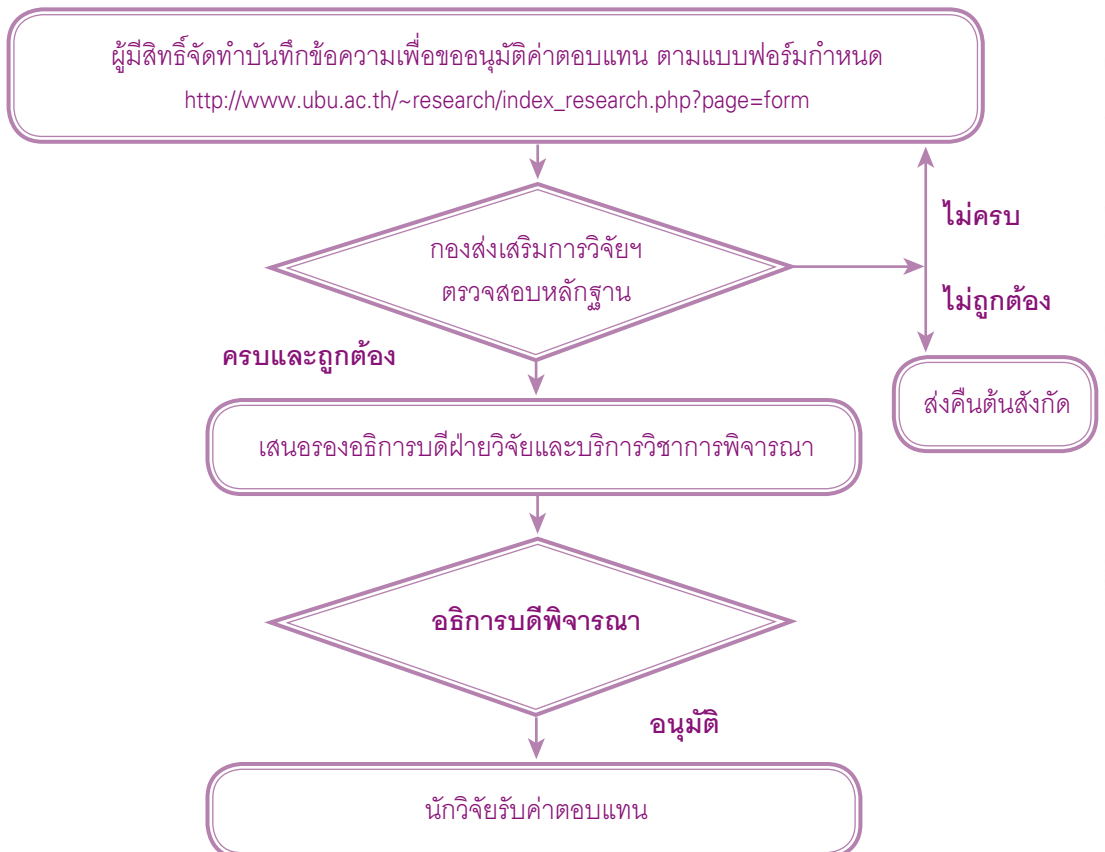 ผู้มีสิทธิ์จัดทำบันทึกข้อความเพื่อขออนุมัติค่าตอบแทน ตามแบบฟอร์มกำหนด
http://www.ubu.ac.th/~research/index_research.php?page=form
ไม่ครบ
กองส่งเสริมการวิจัยฯ
ตรวจสอบหลักฐาน
ไม่ถูกต้อง
ครบและถูกต้อง
ส่งคืนต้นสังกัด
เสนอรองอธิการบดีฝ่ายวิจัยและบริการวิชาการพิจารณา
อธิการบดีพิจารณา
อนุมัติ
นักวิจัยรับค่าตอบแทน